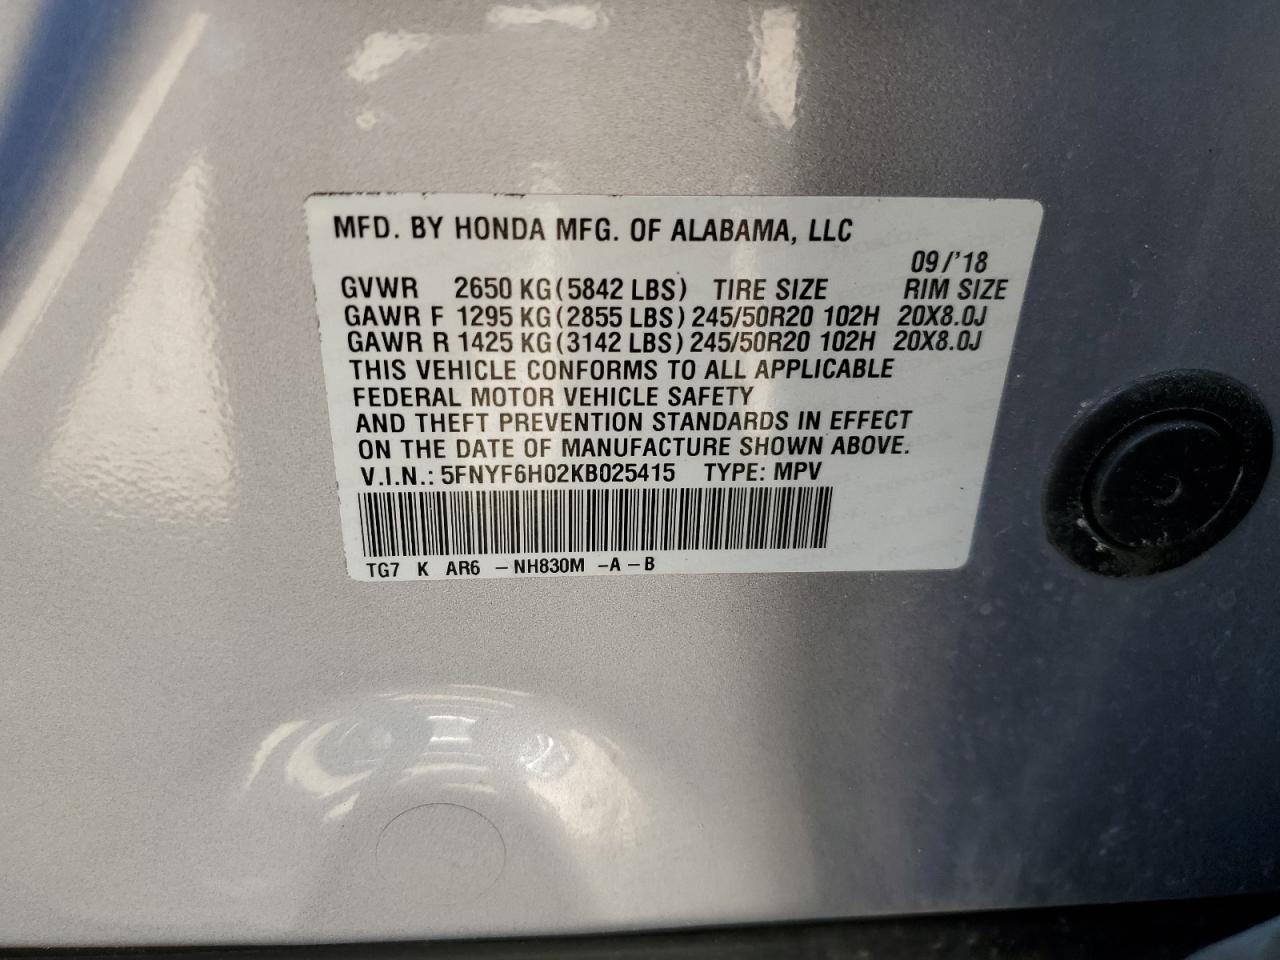 MFD. BY HONDA MFG. OF ALABAMA, LLC
09/'18
GVWR 2650 KG (5842 LBS) TIRE SIZE RIM SIZE
GAWR F 1295 KG (2855 LBS) 245/50R20 102H 20X8.0J
GAWR R 1425 KG (3142 LBS) 245/50R20 102H 20X8.0J
THIS VEHICLE CONFORMS TO ALL APPLICABLE
FEDERAL MOTOR VEHICLE SAFETY
AND THEFT PREVENTION STANDARDS IN EFFECT
ON THE DATE OF MANUFACTURE SHOWN ABOVE.
V.I.N.: 5FNYF6H02KB025415 TYPE: MPV
TG7 K AR6 – NH830M – A – B